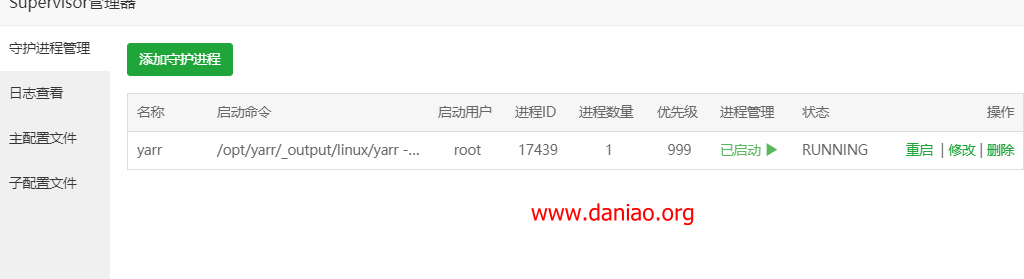 Supervisor管理器
守护进程管理
日志查看
主配置文件
子配置文件
添加守护进程
名称 启动命令 启动用户 进程ID 进程数量 优先级 进程管理 状态 操作
yarr /opt/yarr/_output/linux/yarr -... root 17439 1 999 已启动 ▶ RUNNING 重启 | 修改 | 删除
www.daniao.org